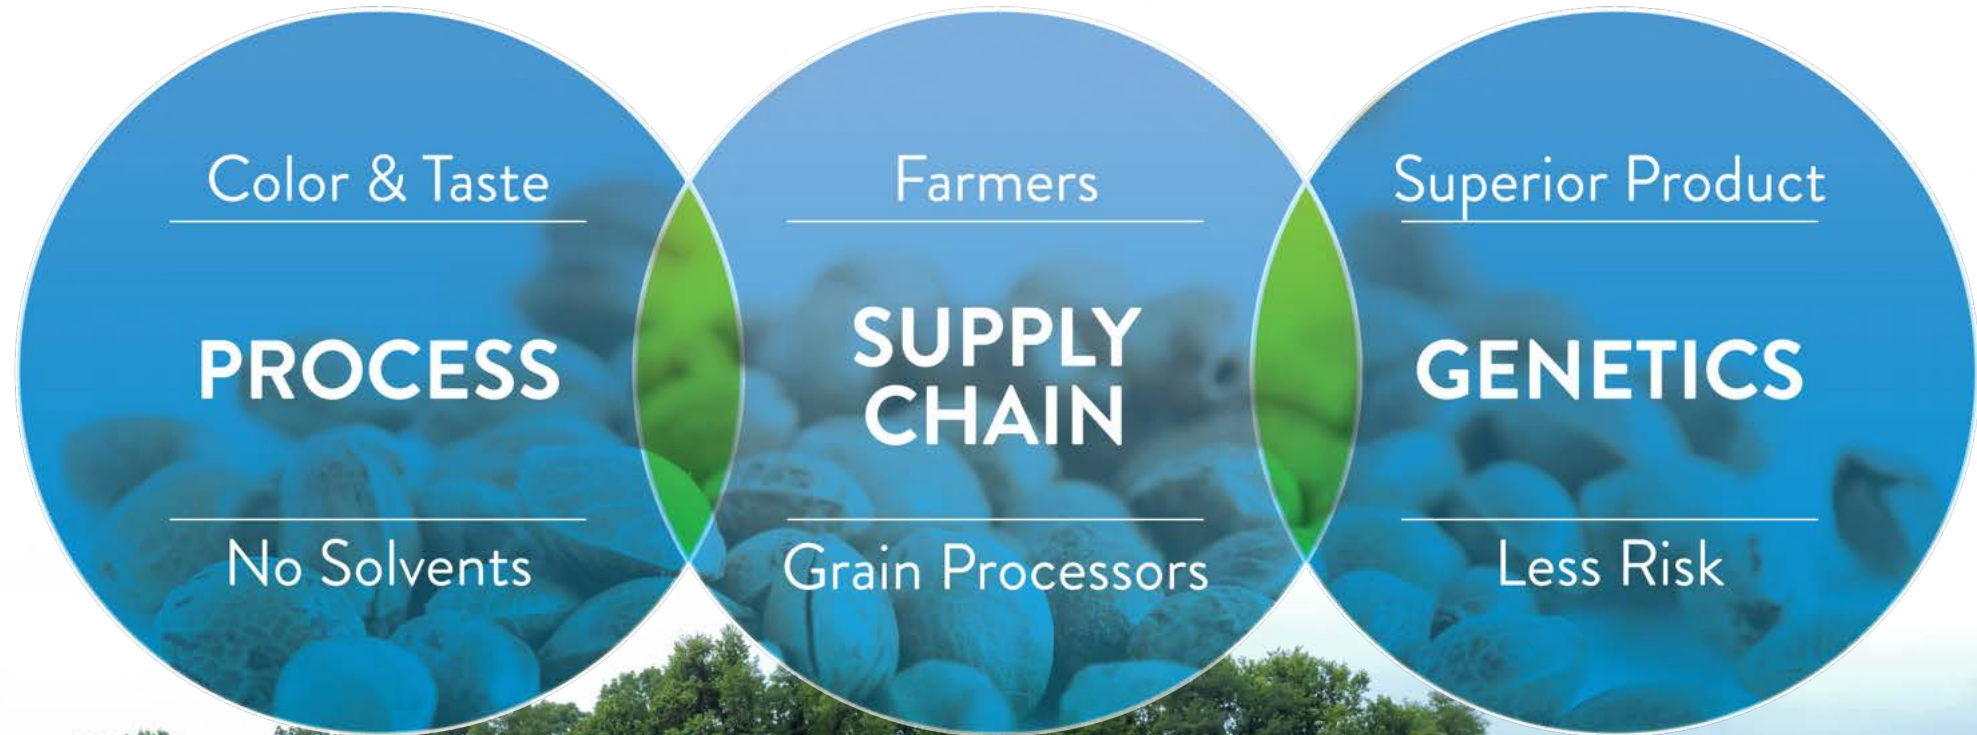 Color & Taste
PROCESS
No Solvents
Farmers
SUPPLY
CHAIN
Grain Processors
Superior Product
GENETICS
Less Risk